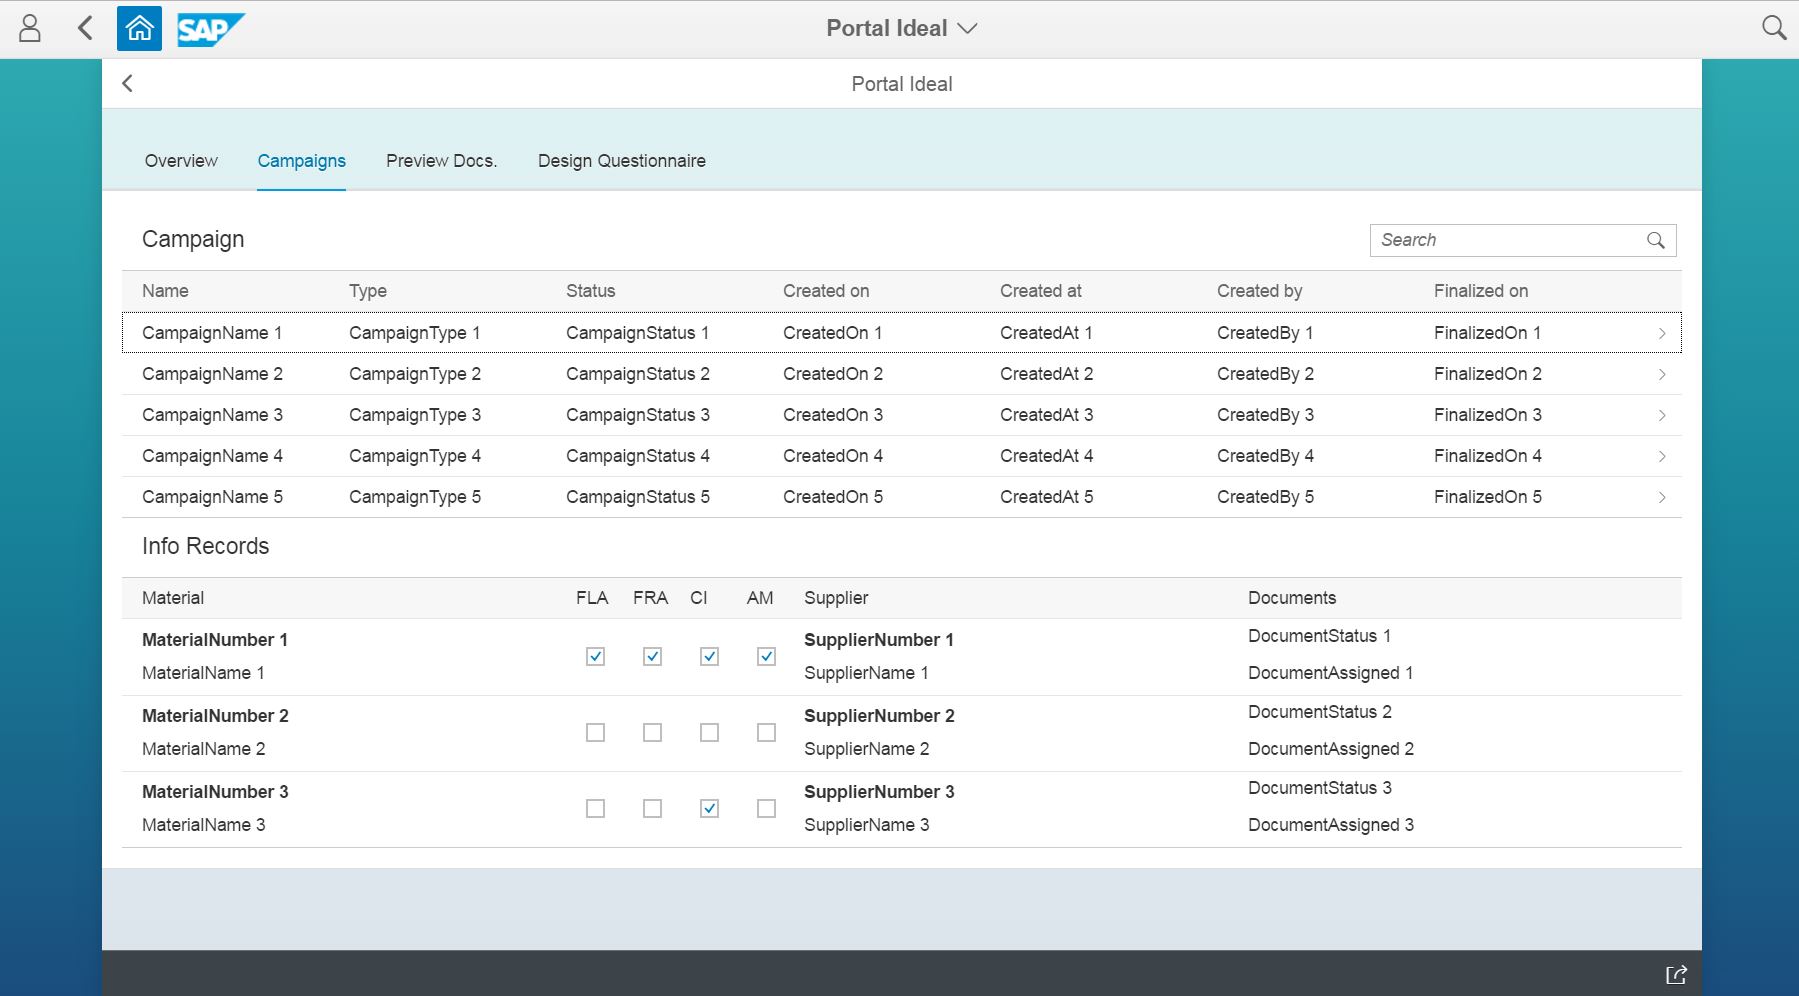 SAP
Portal Ideal
Portal Ideal
Overview Campaigns Preview Docs. Design Questionnaire
Campaign Search
Name Type Status Created on Created at Created by Finalized on
CampaignName 1 CampaignType 1 CampaignStatus 1 CreatedOn 1 CreatedAt 1 CreatedBy 1 FinalizedOn 1
CampaignName 2 CampaignType 2 CampaignStatus 2 CreatedOn 2 CreatedAt 2 CreatedBy 2 FinalizedOn 2
CampaignName 3 CampaignType 3 CampaignStatus 3 CreatedOn 3 CreatedAt 3 CreatedBy 3 FinalizedOn 3
CampaignName 4 CampaignType 4 CampaignStatus 4 CreatedOn 4 CreatedAt 4 CreatedBy 4 FinalizedOn 4
CampaignName 5 CampaignType 5 CampaignStatus 5 CreatedOn 5 CreatedAt 5 CreatedBy 5 FinalizedOn 5
Info Records
Material FLA FRA CI AM Supplier Documents
MaterialNumber 1 SupplierNumber 1 DocumentStatus 1
MaterialName 1 SupplierName 1 DocumentAssigned 1
MaterialNumber 2 SupplierNumber 2 DocumentStatus 2
MaterialName 2 SupplierName 2 DocumentAssigned 2
MaterialNumber 3 SupplierNumber 3 DocumentStatus 3
MaterialName 3 SupplierName 3 DocumentAssigned 3